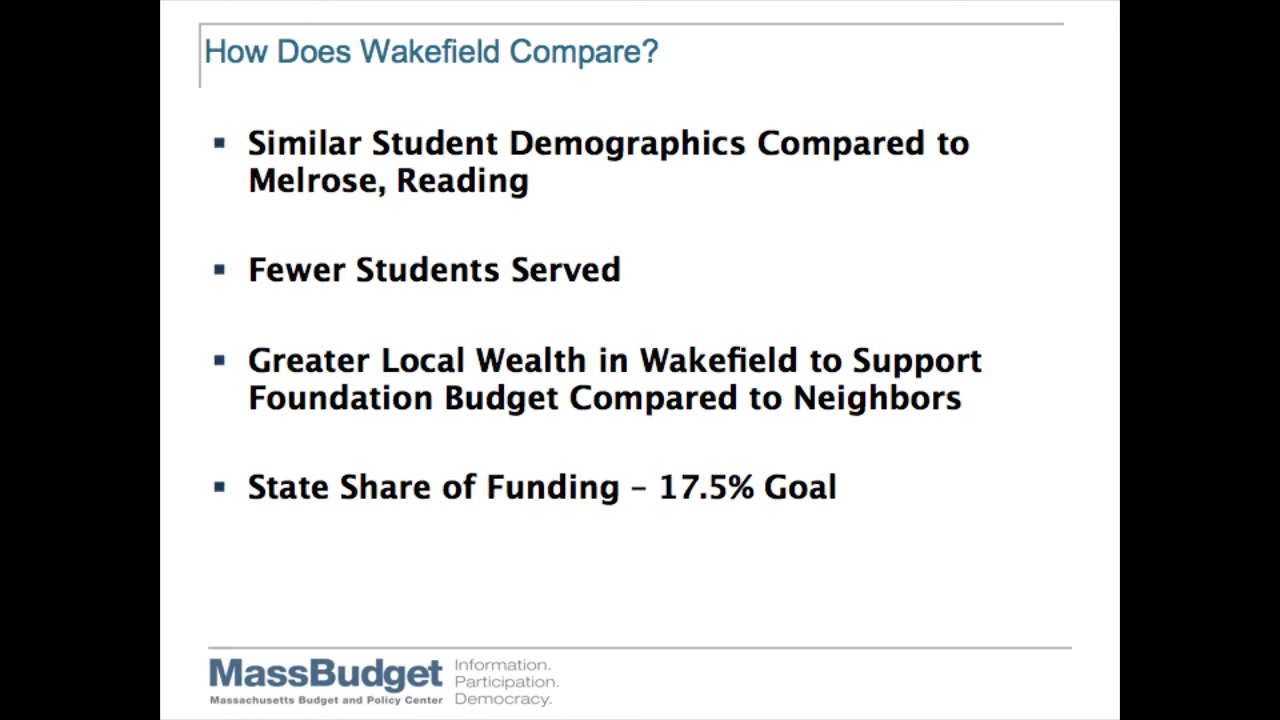 How Does Wakefield Compare?
▪ Similar Student Demographics Compared to
Melrose, Reading
▪ Fewer Students Served
▪ Greater Local Wealth in Wakefield to Support
Foundation Budget Compared to Neighbors
▪ State Share of Funding – 17.5% Goal
MassBudget
Massachusetts Budget and Policy Center
Information.
Participation.
Democracy.